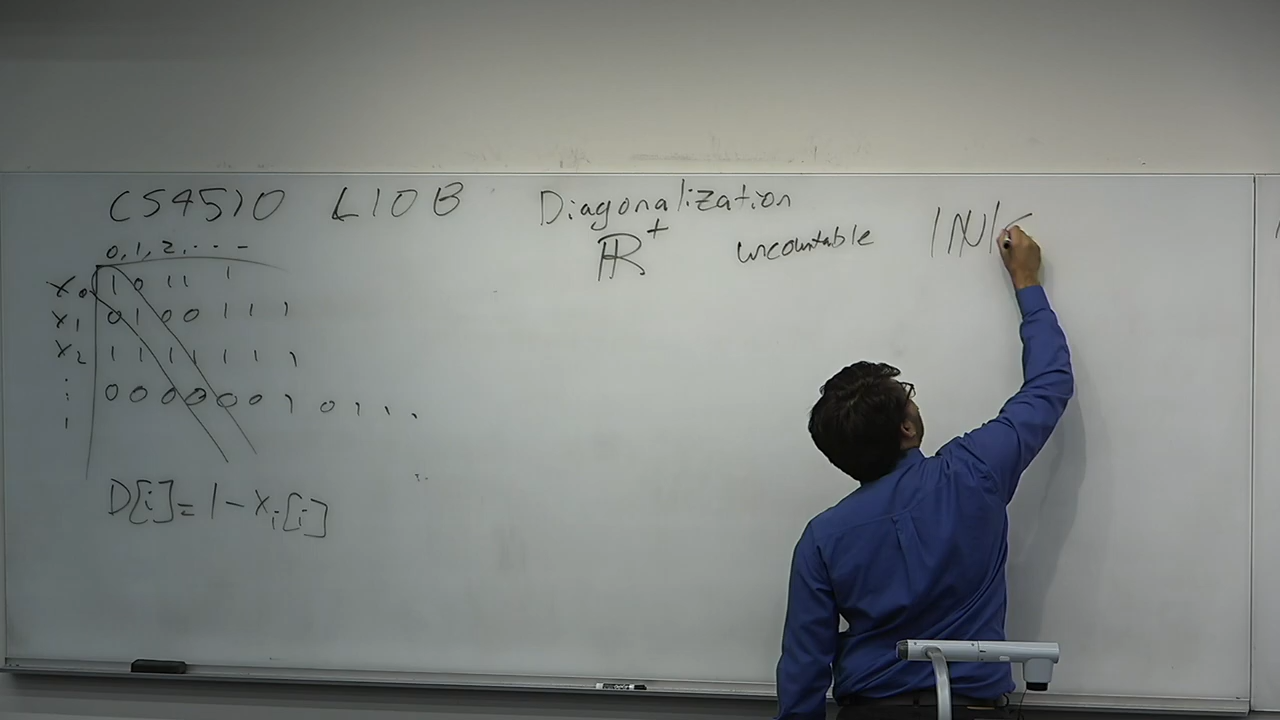 CS4510 L10B Diagonalization
ℝ⁺ uncountable |ℕ|<
0,1,2,...-
x₀ 1 0 1 1 1
x₁ 0 1 0 0 1 1 1
x₂ 1 1 1 1 1 1 1
⋮ 0 0 0 0 0 0 1 0 1 1 .
D[i]= 1 - xᵢ[i]